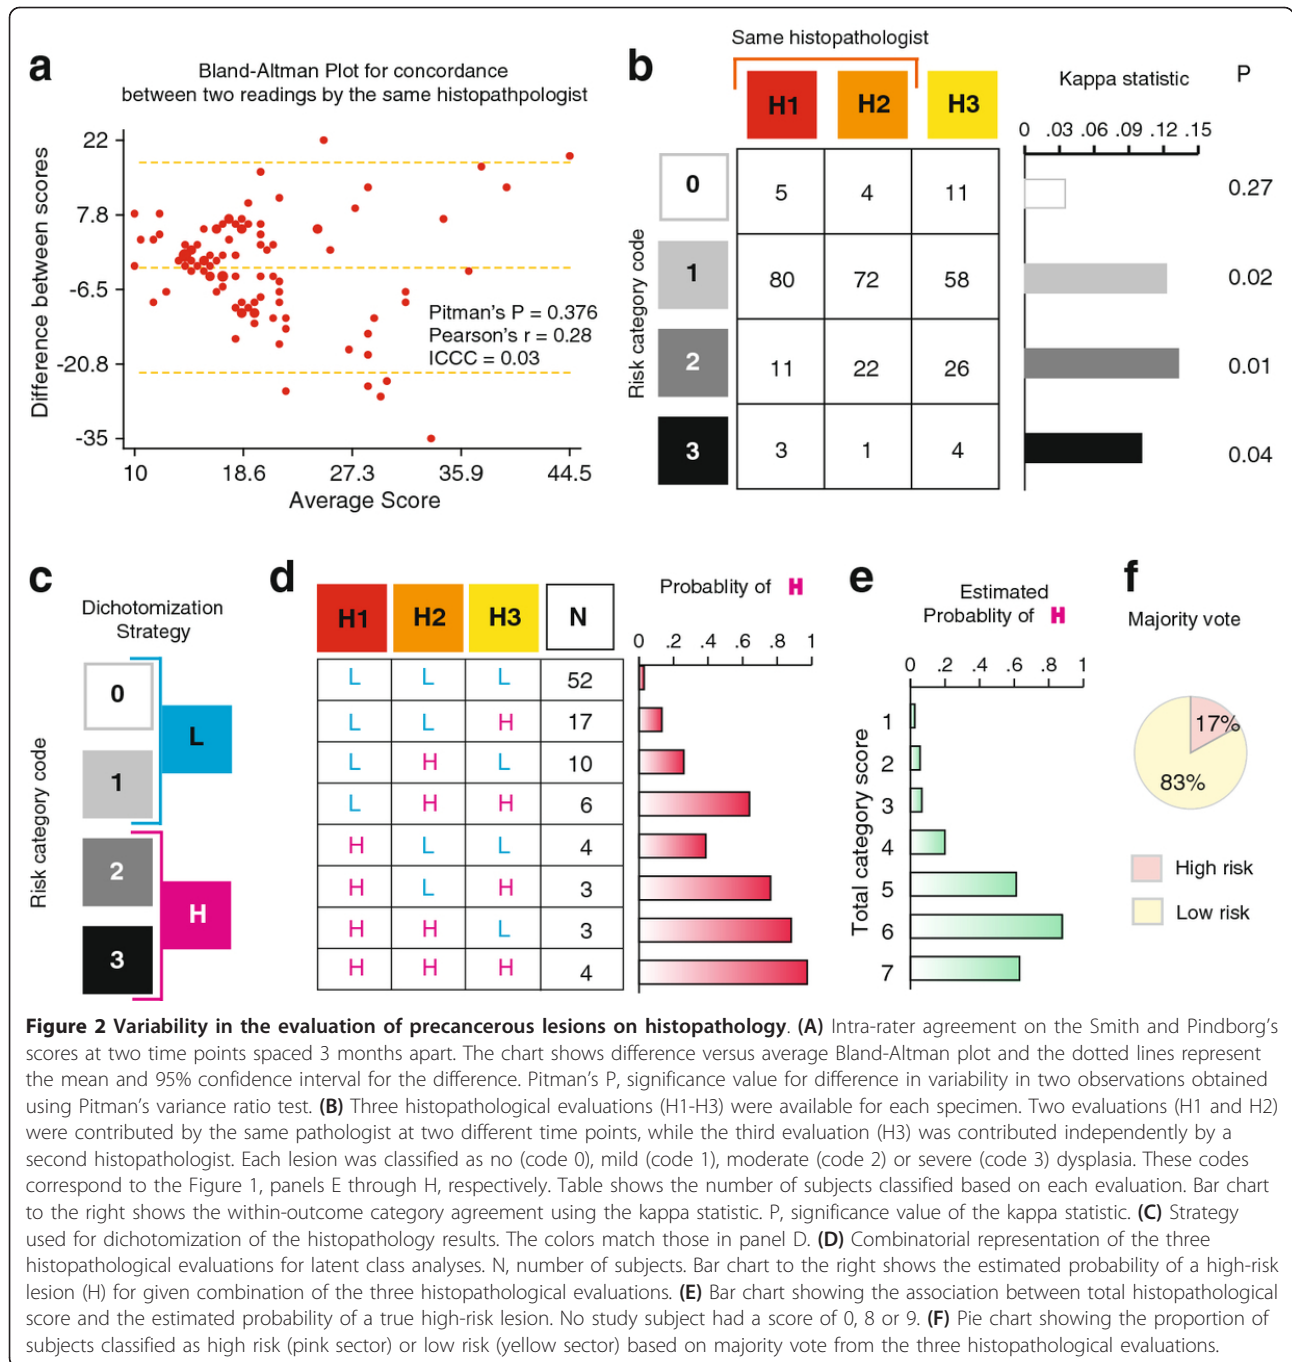 a
Bland-Altman Plot for concordance
between two readings by the same histopathpologist
Difference between scores
22
7.8
-6.5
-20.8
-35
Pitman's P = 0.376
Pearson's r = 0.28
ICCC = 0.03
10 18.6 27.3 35.9 44.5
Average Score
b
Same histopathologist
H1 H2 H3
Kappa statistic
P
0 .03 .06 .09 .12 .15
Risk category code
0 5 4 11 0.27
1 80 72 58 0.02
2 11 22 26 0.01
3 3 1 4 0.04
c
Dichotomization
Strategy
Risk category code
0
1
L
2
3
H
d
H1 H2 H3 N
Probablity of H
0 .2 .4 .6 .8 1
L L L 52
L L H 17
L H L 10
L H H 6
H L L 4
H L H 3
H H L 3
H H H 4
e
Estimated
Probablity of H
0 .2 .4 .6 .8 1
Total category score
1
2
3
4
5
6
7
f
Majority vote
17%
83%
High risk
Low risk
Figure 2 Variability in the evaluation of precancerous lesions on histopathology. (A) Intra-rater agreement on the Smith and Pindborg's
scores at two time points spaced 3 months apart. The chart shows difference versus average Bland-Altman plot and the dotted lines represent
the mean and 95% confidence interval for the difference. Pitman's P, significance value for difference in variability in two observations obtained
using Pitman's variance ratio test. (B) Three histopathological evaluations (H1-H3) were available for each specimen. Two evaluations (H1 and H2)
were contributed by the same pathologist at two different time points, while the third evaluation (H3) was contributed independently by a
second histopathologist. Each lesion was classified as no (code 0), mild (code 1), moderate (code 2) or severe (code 3) dysplasia. These codes
correspond to the Figure 1, panels E through H, respectively. Table shows the number of subjects classified based on each evaluation. Bar chart
to the right shows the within-outcome category agreement using the kappa statistic. P, significance value of the kappa statistic. (C) Strategy
used for dichotomization of the histopathology results. The colors match those in panel D. (D) Combinatorial representation of the three
histopathological evaluations for latent class analyses. N, number of subjects. Bar chart to the right shows the estimated probability of a high-risk
lesion (H) for given combination of the three histopathological evaluations. (E) Bar chart showing the association between total histopathological
score and the estimated probability of a true high-risk lesion. No study subject had a score of 0, 8 or 9. (F) Pie chart showing the proportion of
subjects classified as high risk (pink sector) or low risk (yellow sector) based on majority vote from the three histopathological evaluations.